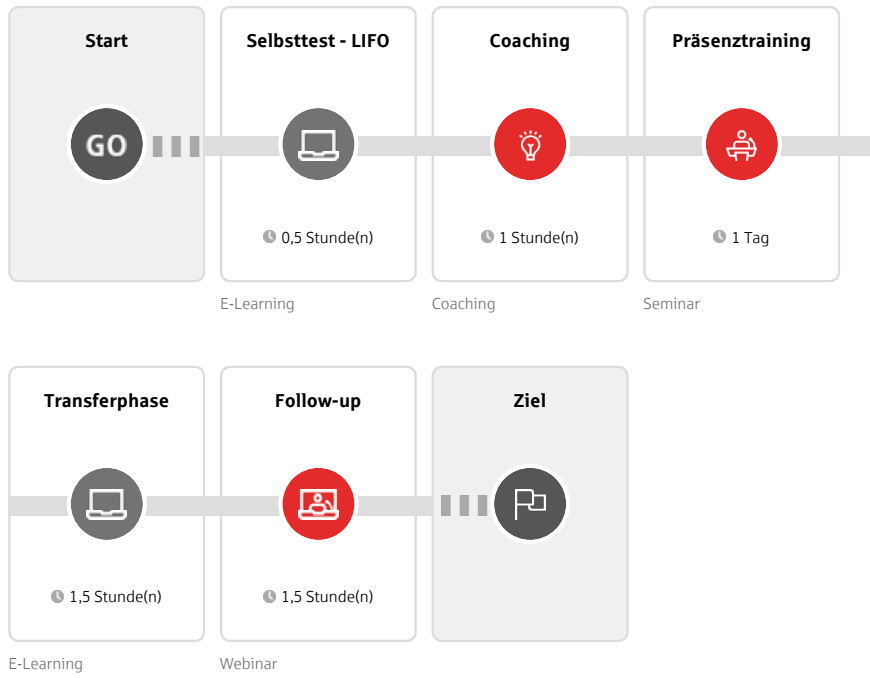 Start
GO
Selbsttest - LIFO
0,5 Stunde(n)
E-Learning
Coaching
1 Stunde(n)
Coaching
Präsenztraining
1 Tag
Seminar
Transferphase
1,5 Stunde(n)
E-Learning
Follow-up
1,5 Stunde(n)
Webinar
Ziel